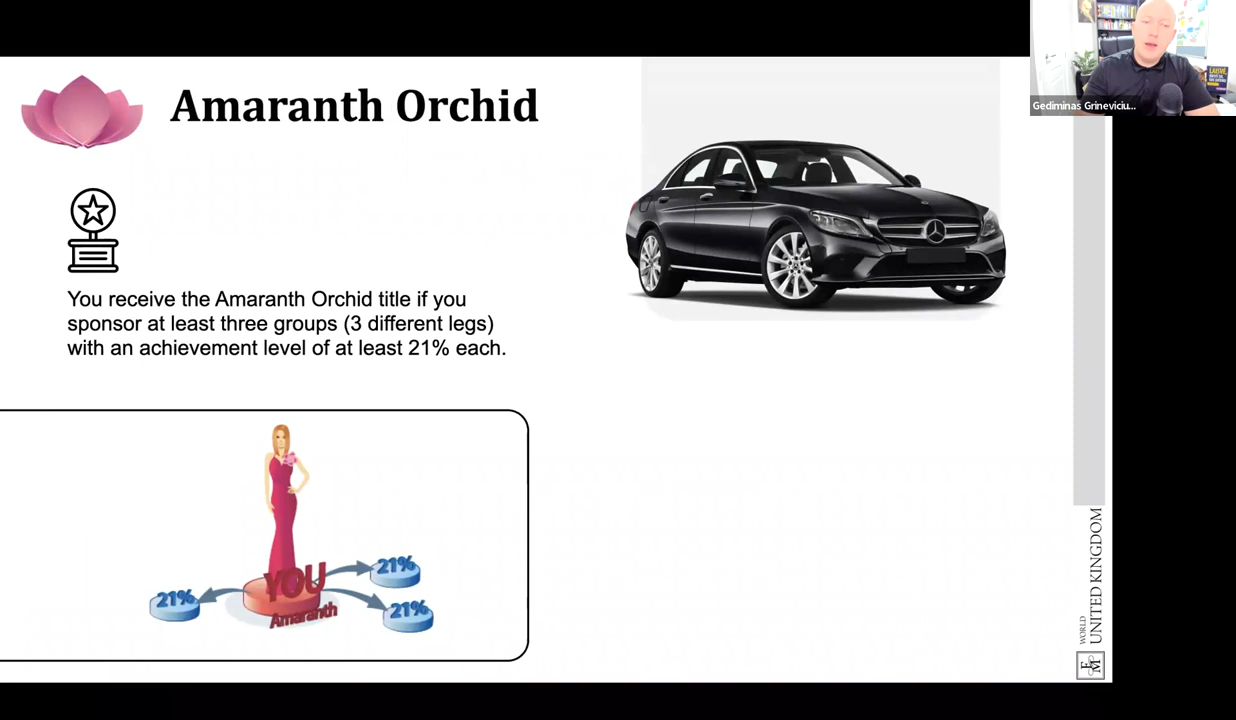 Gediminas Grineviciu...
Amaranth Orchid
You receive the Amaranth Orchid title if you
sponsor at least three groups (3 different legs)
with an achievement level of at least 21% each.
21%
21%
21%
YOU
Amaranth
WORLD
UNITED KINGDOM
FM